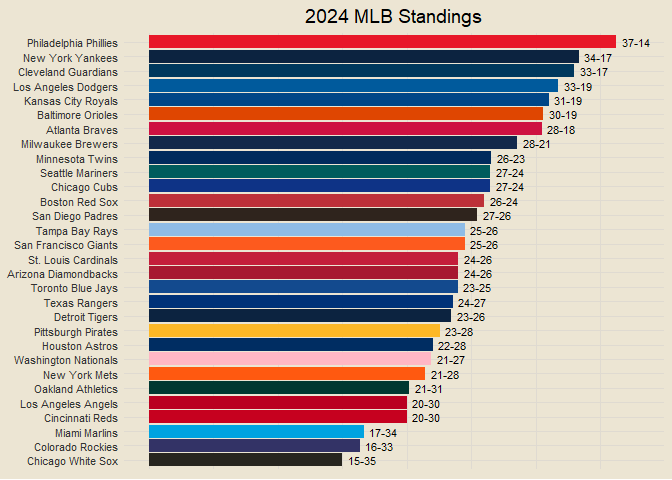 2024 MLB Standings
Philadelphia Phillies 37-14
New York Yankees 34-17
Cleveland Guardians 33-17
Los Angeles Dodgers 33-19
Kansas City Royals 31-19
Baltimore Orioles 30-19
Atlanta Braves 28-18
Milwaukee Brewers 28-21
Minnesota Twins 26-23
Seattle Mariners 27-24
Chicago Cubs 27-24
Boston Red Sox 26-24
San Diego Padres 27-26
Tampa Bay Rays 25-26
San Francisco Giants 25-26
St. Louis Cardinals 24-26
Arizona Diamondbacks 24-26
Toronto Blue Jays 23-25
Texas Rangers 24-27
Detroit Tigers 23-26
Pittsburgh Pirates 23-28
Houston Astros 22-28
Washington Nationals 21-27
New York Mets 21-28
Oakland Athletics 21-31
Los Angeles Angels 20-30
Cincinnati Reds 20-30
Miami Marlins 17-34
Colorado Rockies 16-33
Chicago White Sox 15-35